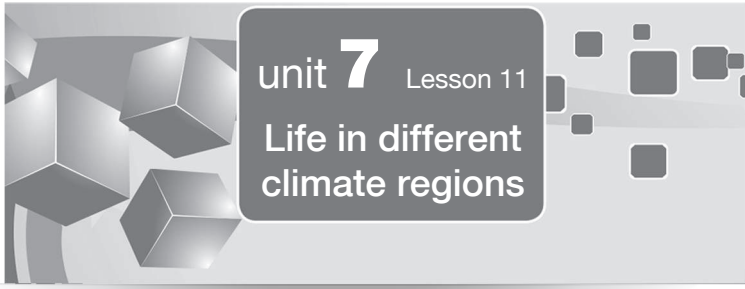 unit 7 Lesson 11
Life in different
climate regions